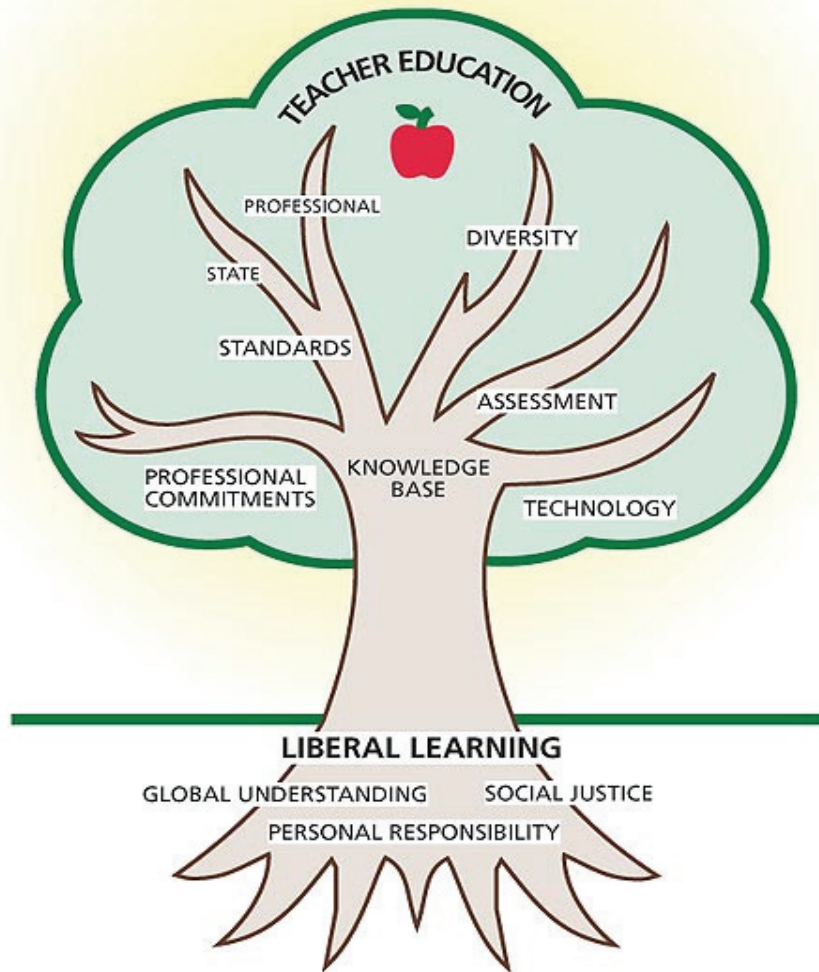 TEACHER EDUCATION
PROFESSIONAL
DIVERSITY
STATE
STANDARDS
ASSESSMENT
KNOWLEDGE
BASE
PROFESSIONAL
COMMITMENTS
TECHNOLOGY
LIBERAL LEARNING
GLOBAL UNDERSTANDING
SOCIAL JUSTICE
PERSONAL RESPONSIBILITY